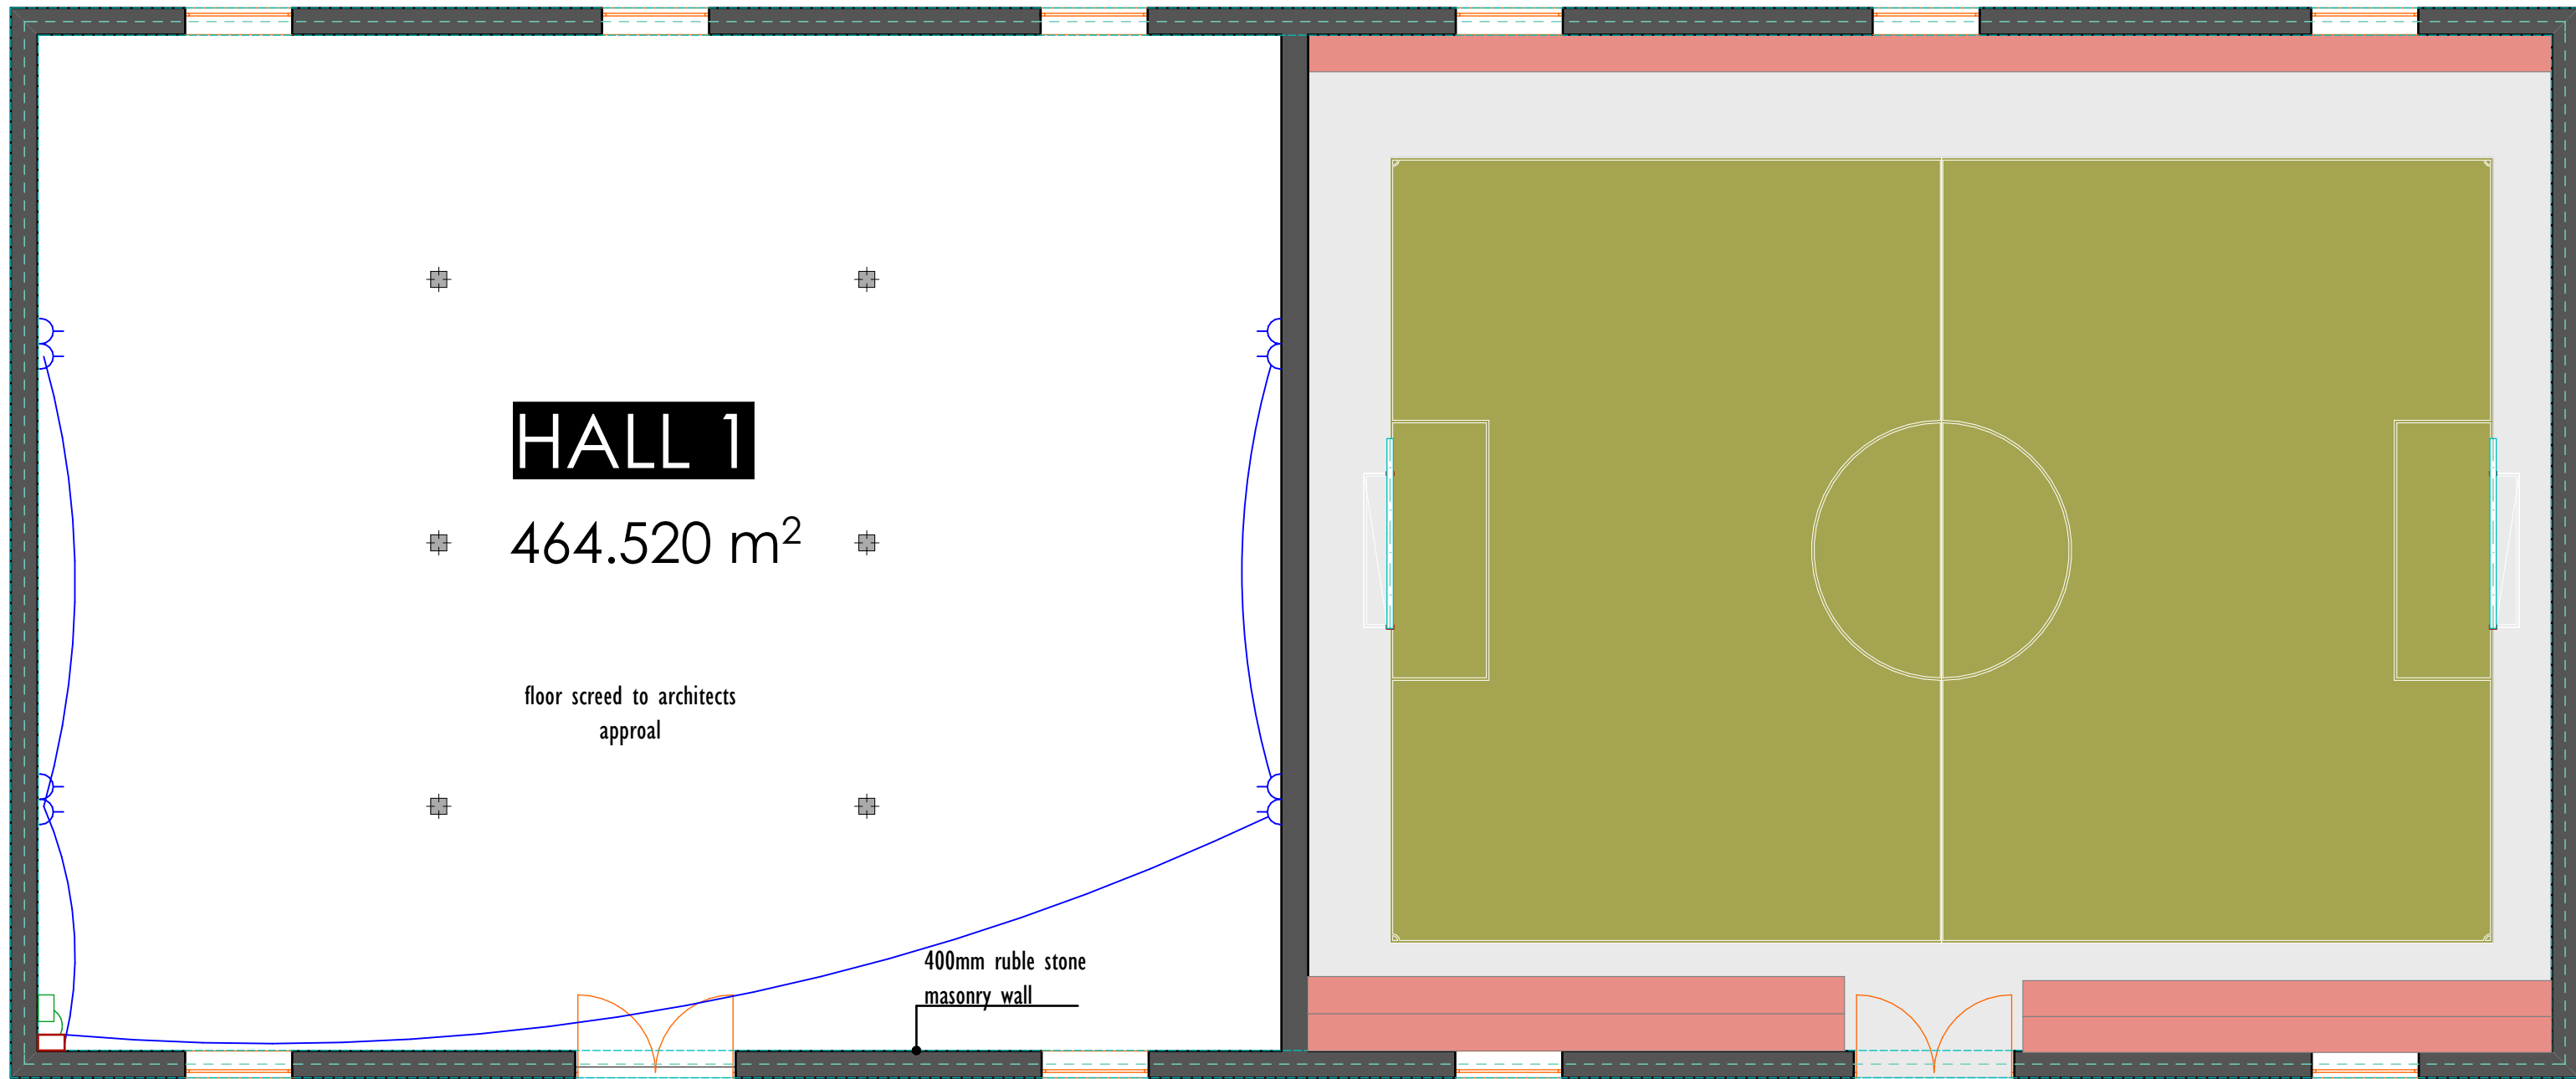 HALL 1
464.520 m²
floor screed to architects
approal
400mm ruble stone
masonry wall